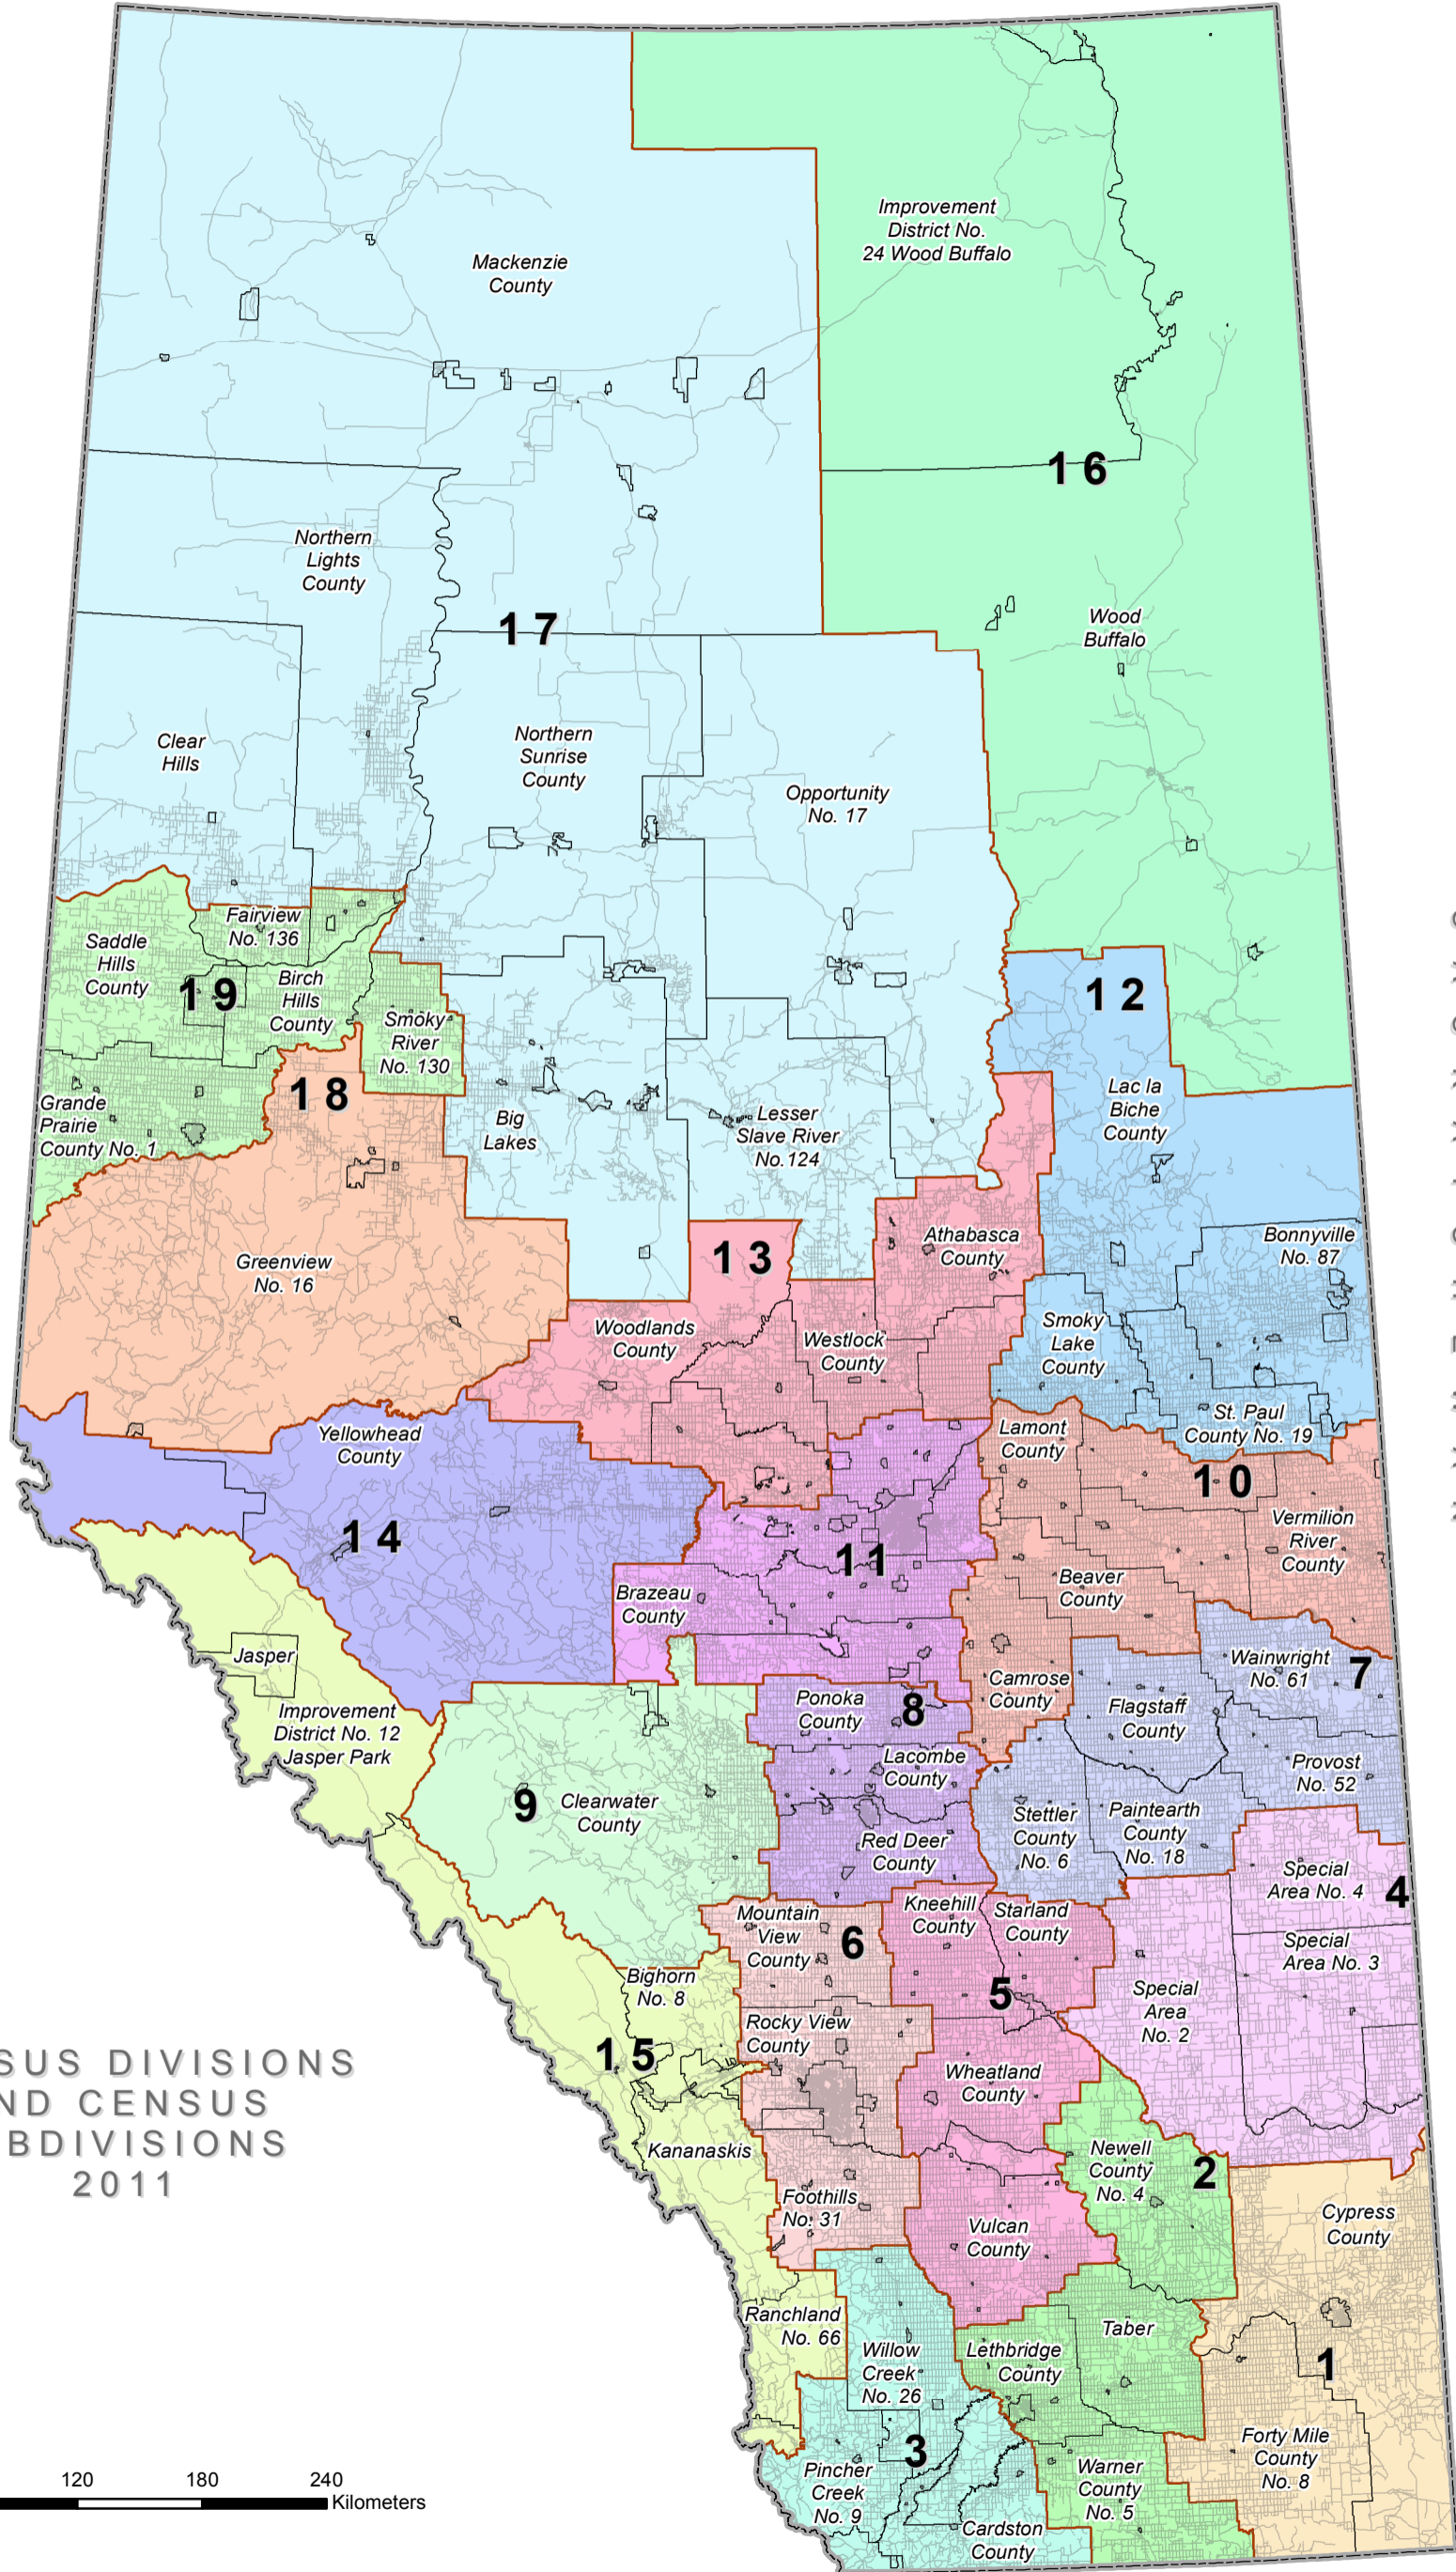 Improvement
District No.
24 Wood Buffalo
Mackenzie
County
16
Northern
Lights
County
Wood
Buffalo
17
Clear
Hills
Northern
Sunrise
County
Opportunity
No. 17
Fairview
No. 136
Saddle
Hills
County
19
Birch
Hills
County
12
Smoky
River
No. 130
18
Grande
Prairie
County No. 1
Big
Lakes
Lesser
Slave River
No.124
Lac la
Biche
County
Athabasca
County
Bonnyville
No. 87
13
Greenview
No. 16
Woodlands
County
Westlock
County
Smoky
Lake
County
St. Paul
County No. 19
Yellowhead
County
Lamont
County
10
14
11
Vermilion
River
County
Brazeau
County
Beaver
County
Jasper
Wainwright
No. 61
7
Camrose
County
Improvement
District No. 12
Jasper Park
Ponoka
County
8
Flagstaff
County
Lacombe
County
Provost
No. 52
9
Clearwater
County
Stettler
County
No. 6
Paintearth
County
No. 18
Red Deer
County
Special
Area No. 4
4
Kneehill
County
Starland
County
Mountain
View
County
6
Special
Area No. 3
Bighorn
No. 8
5
Special
Area
No. 2
Rocky View
County
15
Wheatland
County
SUS DIVISIONS
ND CENSUS
BDIVISIONS
2011
Kananaskis
Newell
County
No. 4
2
Foothills
No. 31
Vulcan
County
Cypress
County
Ranchland
No. 66
Willow
Creek
No. 26
Lethbridge
County
Taber
1
3
Pincher
Creek
No. 9
Warner
County
No. 5
Forty Mile
County
No. 8
Cardston
County
120 180 240
Kilometers